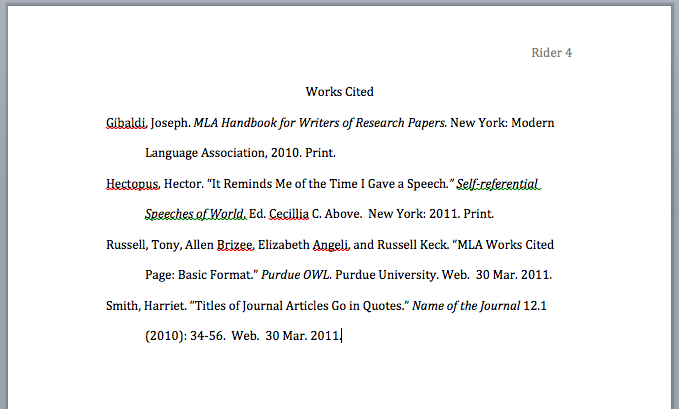 Rider 4
Works Cited
Gibaldi, Joseph. MLA Handbook for Writers of Research Papers. New York: Modern
Language Association, 2010. Print.
Hectopus, Hector. “It Reminds Me of the Time I Gave a Speech.” Self-referential
Speeches of World. Ed. Cecillia C. Above.  New York: 2011. Print.
Russell, Tony, Allen Brizee, Elizabeth Angeli, and Russell Keck. “MLA Works Cited
Page: Basic Format.” Purdue OWL. Purdue University. Web.  30 Mar. 2011.
Smith, Harriet. “Titles of Journal Articles Go in Quotes.” Name of the Journal 12.1
(2010): 34-56.  Web.  30 Mar. 2011.